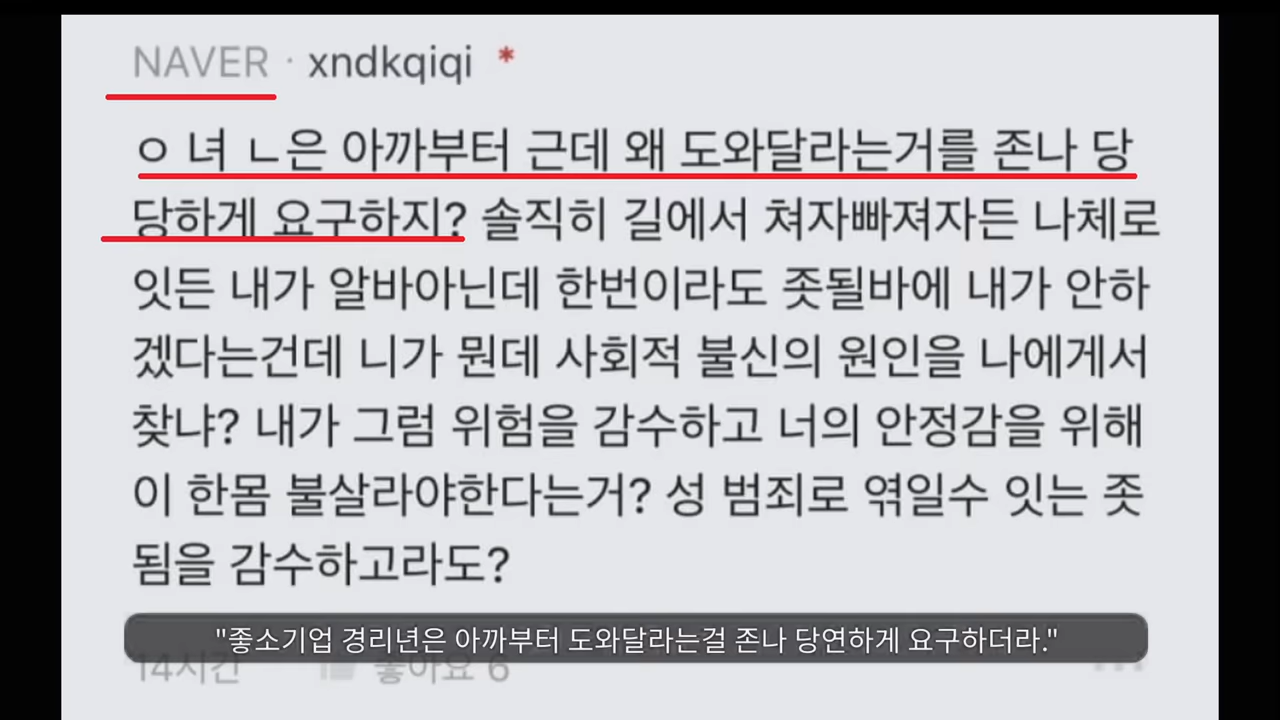 NAVER · xndkqiqi *
ㅇ 녀 ㄴ은 아까부터 근데 왜 도와달라는거를 존나 당
당하게 요구하지? 솔직히 길에서 쳐자빠져자든 나체로
잇든 내가 알바아닌데 한번이라도 좃될바에 내가 안하
겠다는건데 니가 뭔데 사회적 불신의 원인을 나에게서
찾냐? 내가 그럼 위험을 감수하고 너의 안정감을 위해
이 한몸 불살라야한다는거? 성 범죄로 엮일수 잇는 좃
됨을 감수하고라도?
"좋소기업 경리년은 아까부터 도와달라는걸 존나 당연하게 요구하더라."
14시간 좋아요 6